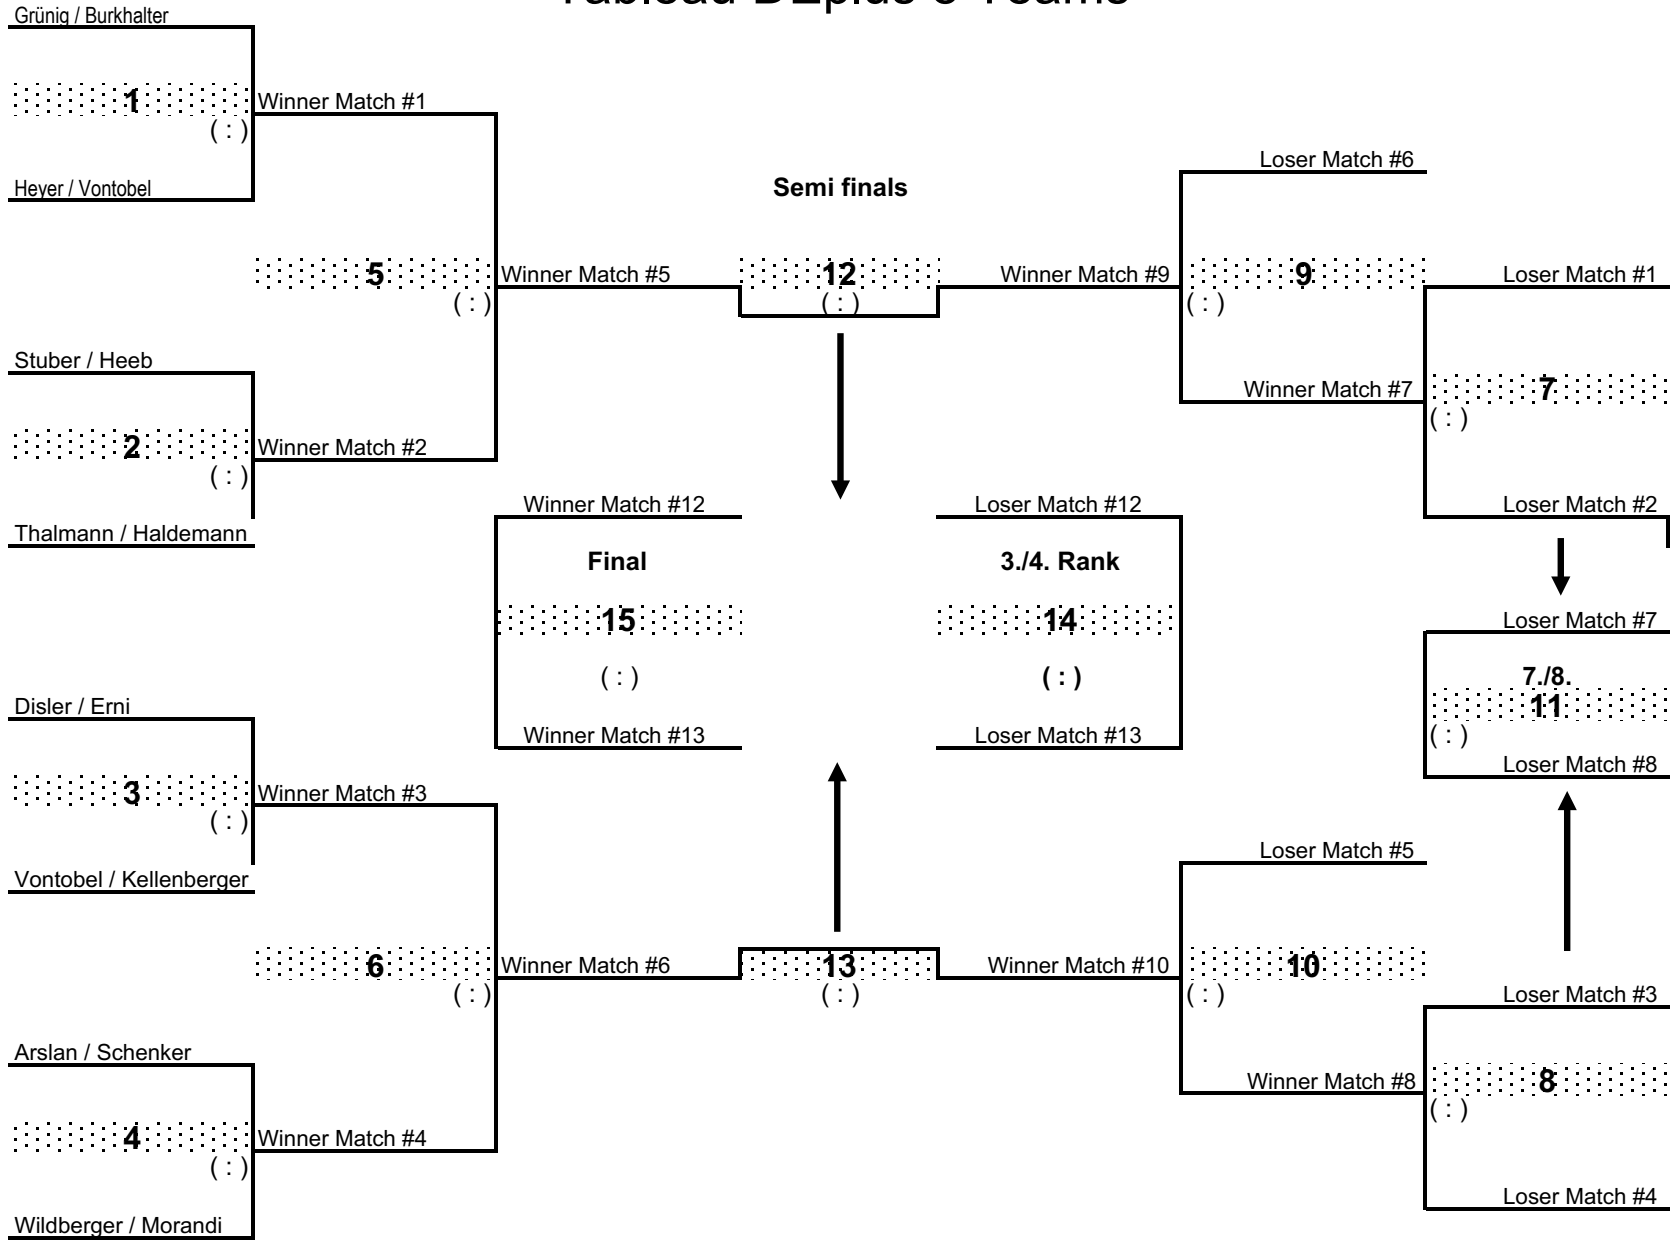 Tableau DEplus 8 Teams
Grünig / Burkhalter
1
Winner Match #1
( : )
Heyer / Vontobel
Semi finals
Loser Match #6
5
Winner Match #5
( : )
12
( : )
Winner Match #9
9
( : )
Loser Match #1
Stuber / Heeb
2
Winner Match #2
( : )
Thalmann / Haldemann
Winner Match #7
7
( : )
Loser Match #2
Winner Match #12
Final
15
( : )
Winner Match #13
Loser Match #12
3./4. Rank
14
( : )
Loser Match #13
Loser Match #7
7./8.
11
( : )
Loser Match #8
Disler / Erni
3
Winner Match #3
( : )
Vontobel / Kellenberger
Loser Match #5
6
Winner Match #6
( : )
13
( : )
Winner Match #10
10
( : )
Loser Match #3
Arslan / Schenker
4
Winner Match #4
( : )
Wildberger / Morandi
Winner Match #8
8
( : )
Loser Match #4